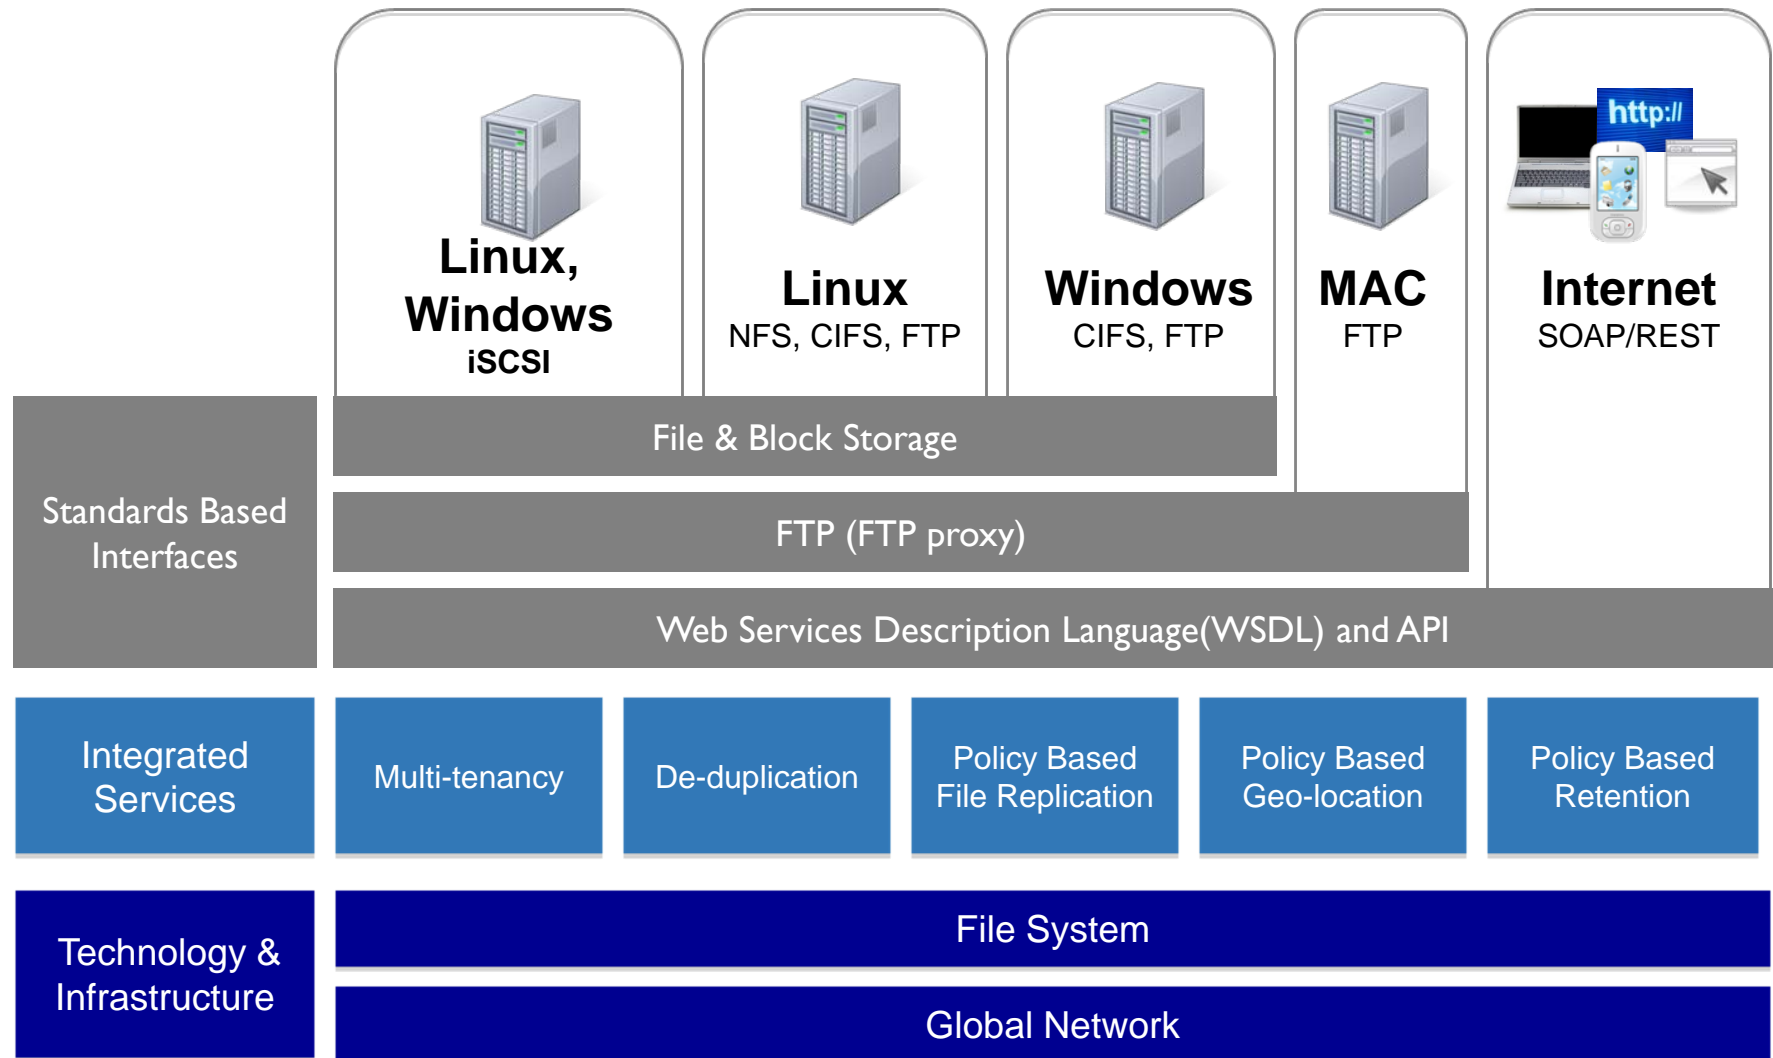 http://
Linux,
Windows
iSCSI
Linux
NFS, CIFS, FTP
Windows
CIFS, FTP
MAC
FTP
Internet
SOAP/REST
Standards Based
Interfaces
File & Block Storage
FTP (FTP proxy)
Web Services Description Language(WSDL) and API
Integrated
Services
Multi-tenancy
De-duplication
Policy Based
File Replication
Policy Based
Geo-location
Policy Based
Retention
Technology &
Infrastructure
File System
Global Network